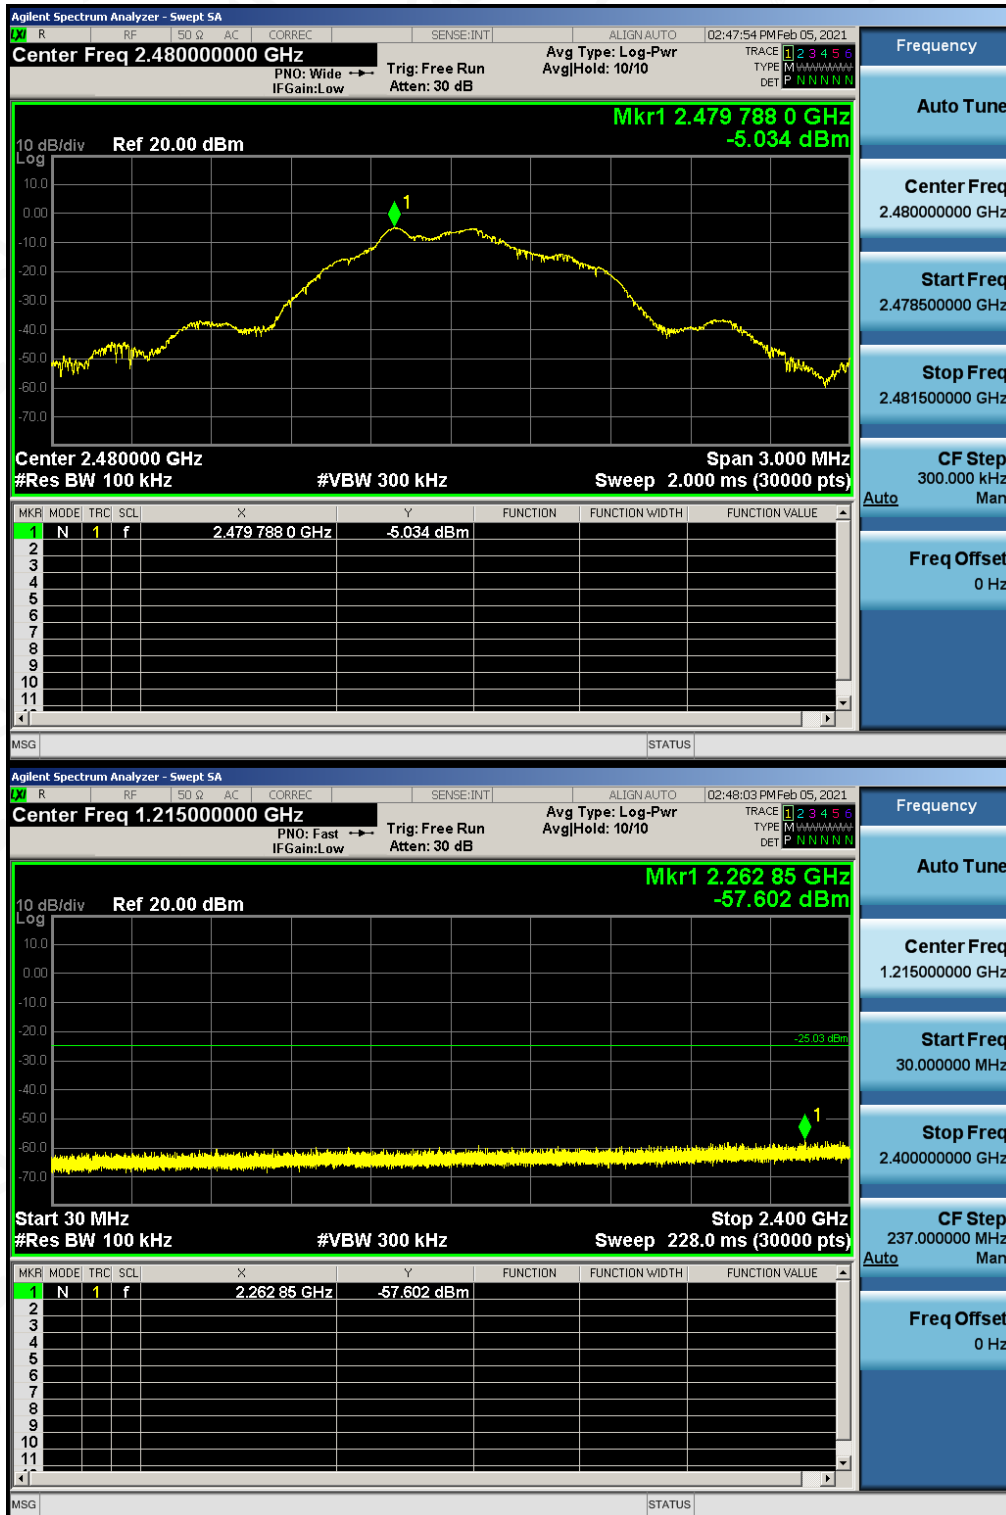 Agilent Spectrum Analyzer - Swept SA
LXI R RF 50 Ω AC CORREC SENSE:INT ALIGN AUTO 02:47:54 PM Feb 05, 2021
Center Freq 2.480000000 GHz
PNO: Wide
IFGain:Low
Trig: Free Run
Atten: 30 dB
Avg Type: Log-Pwr
Avg|Hold: 10/10
TRACE 1 2 3 4 5 6
TYPE M WWWWW
DET P N N N N N
Mkr1 2.479 788 0 GHz
-5.034 dBm
10 dB/div Ref 20.00 dBm
Log
10.0
0.00
-10.0
-20.0
-30.0
-40.0
-50.0
-60.0
-70.0
1
Center 2.480000 GHz Span 3.000 MHz
#Res BW 100 kHz #VBW 300 kHz Sweep 2.000 ms (30000 pts)
MKR MODE TRC SCL X Y FUNCTION FUNCTION WIDTH FUNCTION VALUE
1 N 1 f 2.479 788 0 GHz -5.034 dBm
2
3
4
5
6
7
8
9
10
11
MSG STATUS
Frequency
Auto Tune
Center Freq
2.480000000 GHz
Start Freq
2.478500000 GHz
Stop Freq
2.481500000 GHz
CF Step
300.000 kHz
Auto Man
Freq Offset
0 Hz
Agilent Spectrum Analyzer - Swept SA
LXI R RF 50 Ω AC CORREC SENSE:INT ALIGN AUTO 02:48:03 PM Feb 05, 2021
Center Freq 1.215000000 GHz
PNO: Fast
IFGain:Low
Trig: Free Run
Atten: 30 dB
Avg Type: Log-Pwr
Avg|Hold: 10/10
TRACE 1 2 3 4 5 6
TYPE M WWWWW
DET P N N N N N
Mkr1 2.262 85 GHz
-57.602 dBm
10 dB/div Ref 20.00 dBm
Log
10.0
0.00
-10.0
-20.0
-30.0
-40.0
-50.0
-60.0
-70.0
-25.03 dBm
1
Start 30 MHz Stop 2.400 GHz
#Res BW 100 kHz #VBW 300 kHz Sweep 228.0 ms (30000 pts)
MKR MODE TRC SCL X Y FUNCTION FUNCTION WIDTH FUNCTION VALUE
1 N 1 f 2.262 85 GHz -57.602 dBm
2
3
4
5
6
7
8
9
10
11
MSG STATUS
Frequency
Auto Tune
Center Freq
1.215000000 GHz
Start Freq
30.000000 MHz
Stop Freq
2.400000000 GHz
CF Step
237.000000 MHz
Auto Man
Freq Offset
0 Hz